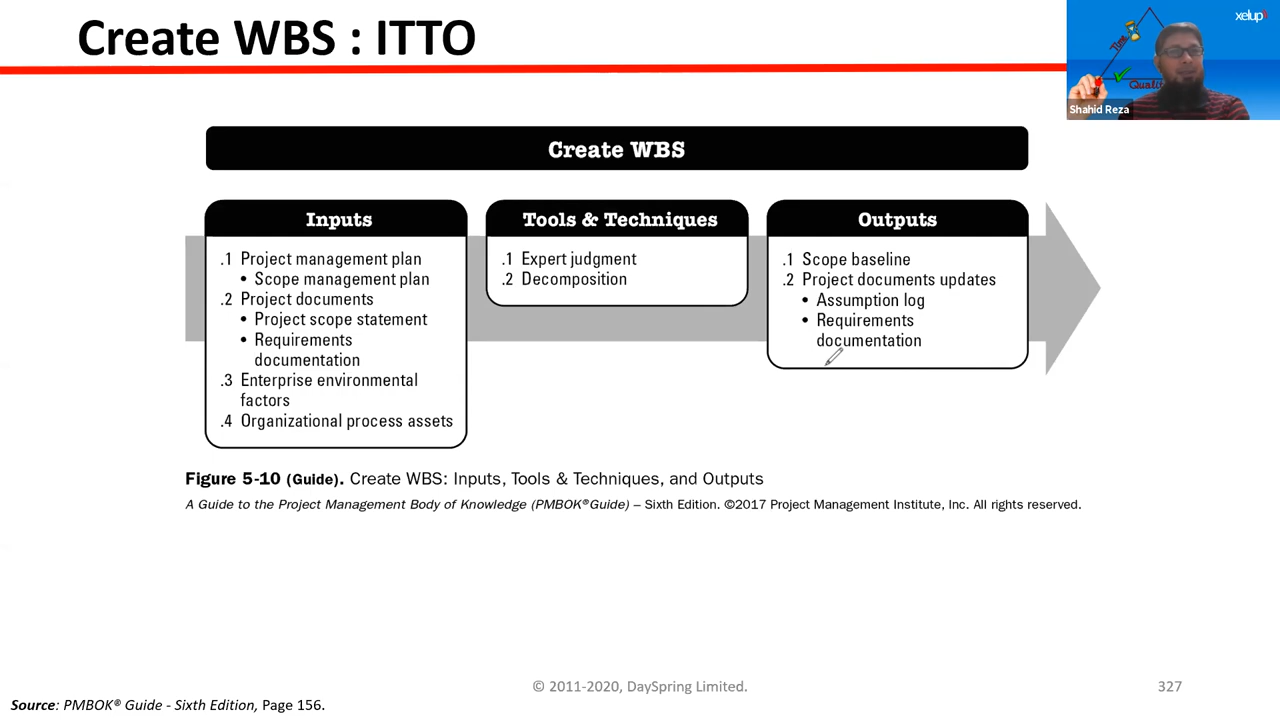 Create WBS : ITTO
xelup
Time
Quali
Shahid Reza
Create WBS
Inputs
.1 Project management plan
• Scope management plan
.2 Project documents
• Project scope statement
• Requirements
documentation
.3 Enterprise environmental
factors
.4 Organizational process assets
Tools & Techniques
.1 Expert judgment
.2 Decomposition
Outputs
.1 Scope baseline
.2 Project documents updates
• Assumption log
• Requirements
documentation
Figure 5-10 (Guide). Create WBS: Inputs, Tools & Techniques, and Outputs
A Guide to the Project Management Body of Knowledge (PMBOK® Guide) – Sixth Edition. ©2017 Project Management Institute, Inc. All rights reserved.
© 2011-2020, DaySpring Limited.
327
Source: PMBOK® Guide - Sixth Edition, Page 156.